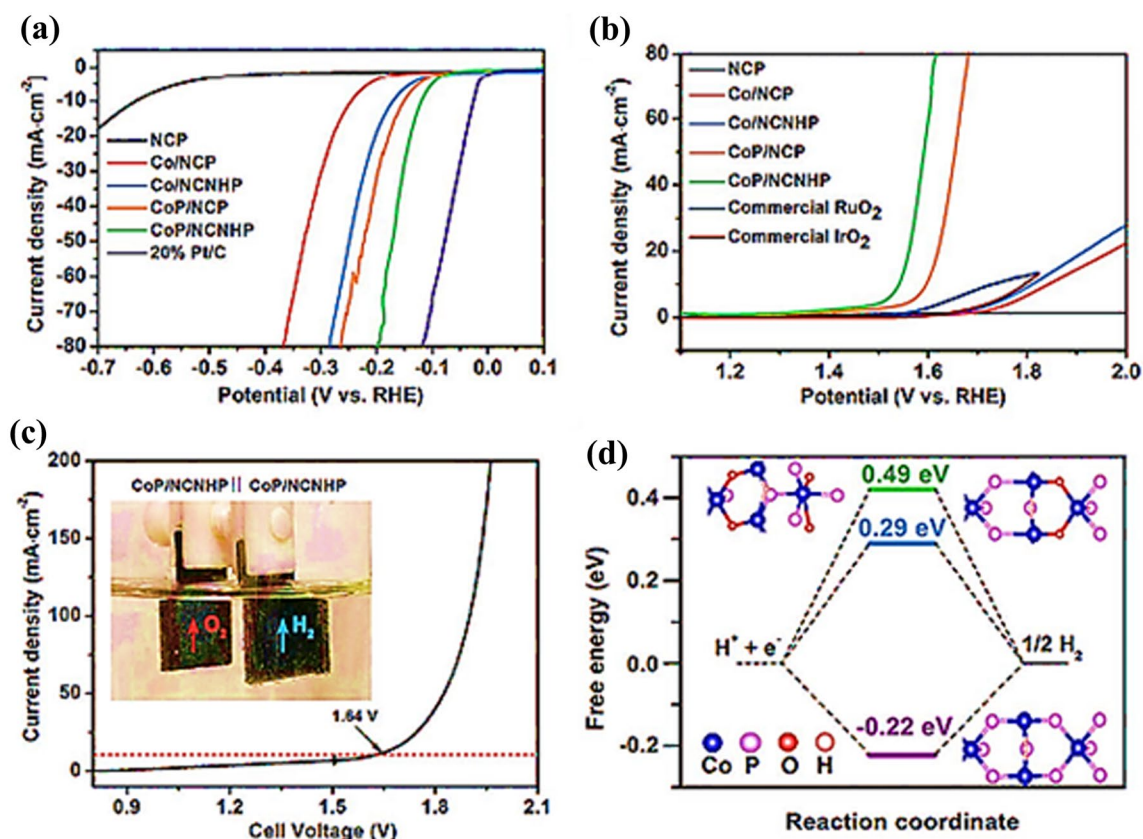 (a)
Current density (mA·cm-2)
0
-10
-20
-30
-40
-50
-60
-70
-80
NCP
Co/NCP
Co/NCNHP
CoP/NCP
CoP/NCNHP
20% Pt/C
-0.7 -0.6 -0.5 -0.4 -0.3 -0.2 -0.1 0.0 0.1
Potential (V vs. RHE)
(b)
Current density (mA·cm-2)
80
60
40
20
0
NCP
Co/NCP
Co/NCNHP
CoP/NCP
CoP/NCNHP
Commercial RuO2
Commercial IrO2
1.2 1.4 1.6 1.8 2.0
Potential (V vs. RHE)
(c)
Current density (mA·cm-2)
200
150
100
50
0
CoP/NCNHP || CoP/NCNHP
O2 H2
1.64 V
0.9 1.2 1.5 1.8 2.1
Cell Voltage (V)
(d)
Free energy (eV)
0.4
0.2
0.0
-0.2
0.49 eV
0.29 eV
H+ + e-
1/2 H2
-0.22 eV
Co P O H
Reaction coordinate